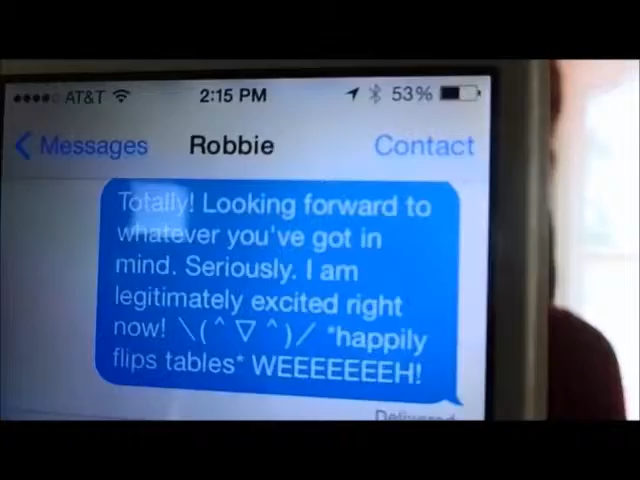 AT&T 2:15 PM 53%
Messages Robbie Contact
Totally! Looking forward to
whatever you've got in
mind. Seriously. I am
legitimately excited right
now! \(^▽^)/ *happily
flips tables* WEEEEEEEH!
Delivered